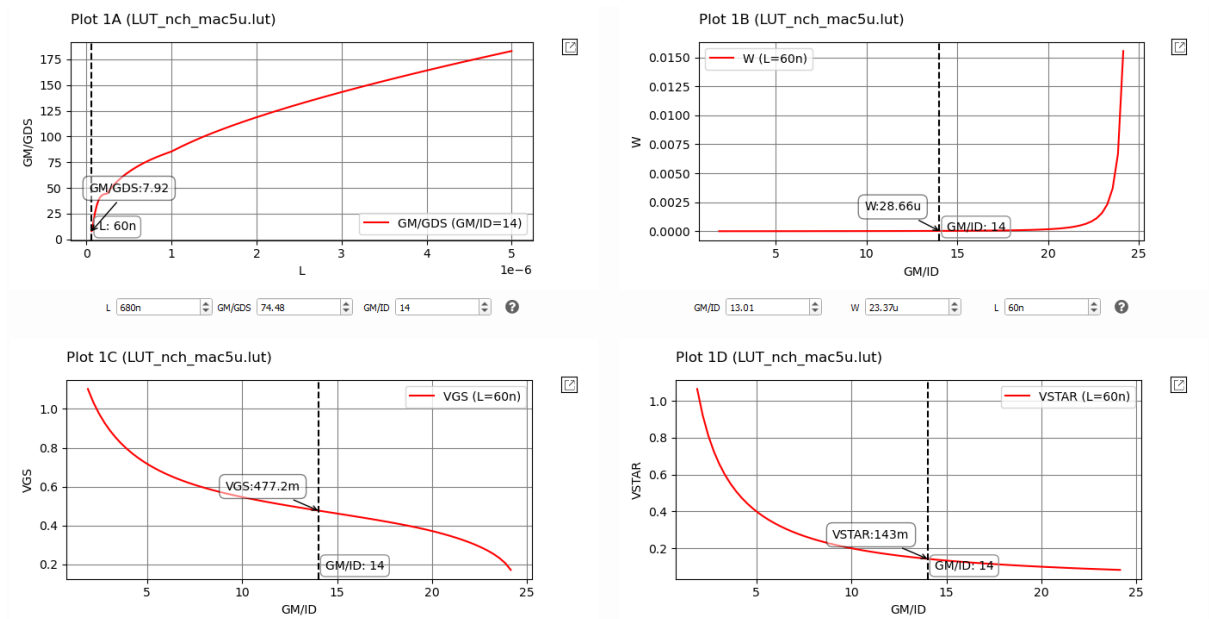 Plot 1A (LUT_nch_mac5u.lut)
GM/GDS
175
150
125
100
75
50
25
0
GM/GDS:7.92
L: 60n
GM/GDS (GM/ID=14)
0 1 2 3 4 5
1e−6
L
L 680n GM/GDS 74.48 GM/ID 14 ?
Plot 1B (LUT_nch_mac5u.lut)
W
0.0150
0.0125
0.0100
0.0075
0.0050
0.0025
0.0000
W (L=60n)
W:28.66u
GM/ID: 14
5 10 15 20 25
GM/ID
GM/ID 13.01 W 23.37u L 60n ?
Plot 1C (LUT_nch_mac5u.lut)
VGS
1.0
0.8
0.6
0.4
0.2
VGS (L=60n)
VGS:477.2m
GM/ID: 14
5 10 15 20 25
GM/ID
Plot 1D (LUT_nch_mac5u.lut)
VSTAR
1.0
0.8
0.6
0.4
0.2
VSTAR (L=60n)
VSTAR:143m
GM/ID: 14
5 10 15 20 25
GM/ID